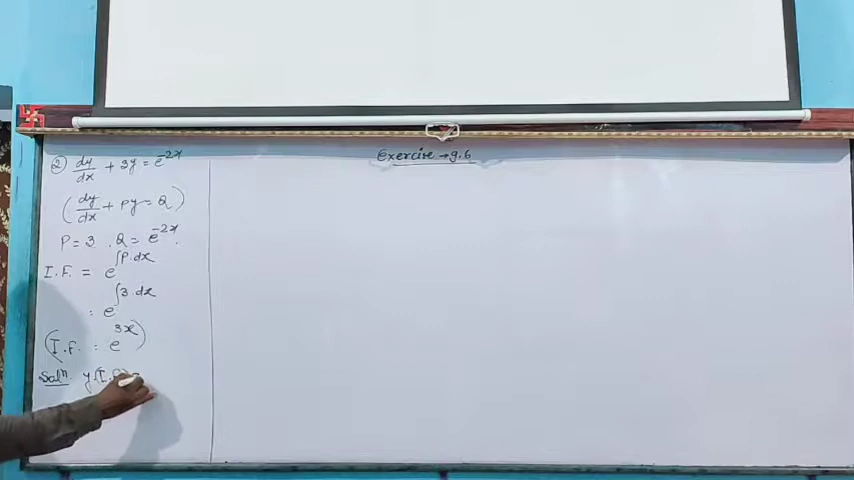 Exercise → 9.6
② dy/dx + 3y = e^-2x
(dy/dx + Py = Q)
P = 3 . Q = e^-2x .
I.F. = e^∫P.dx
: e^∫3.dx
(I.F. : e^3x)
Solⁿ. y.(I.F) =